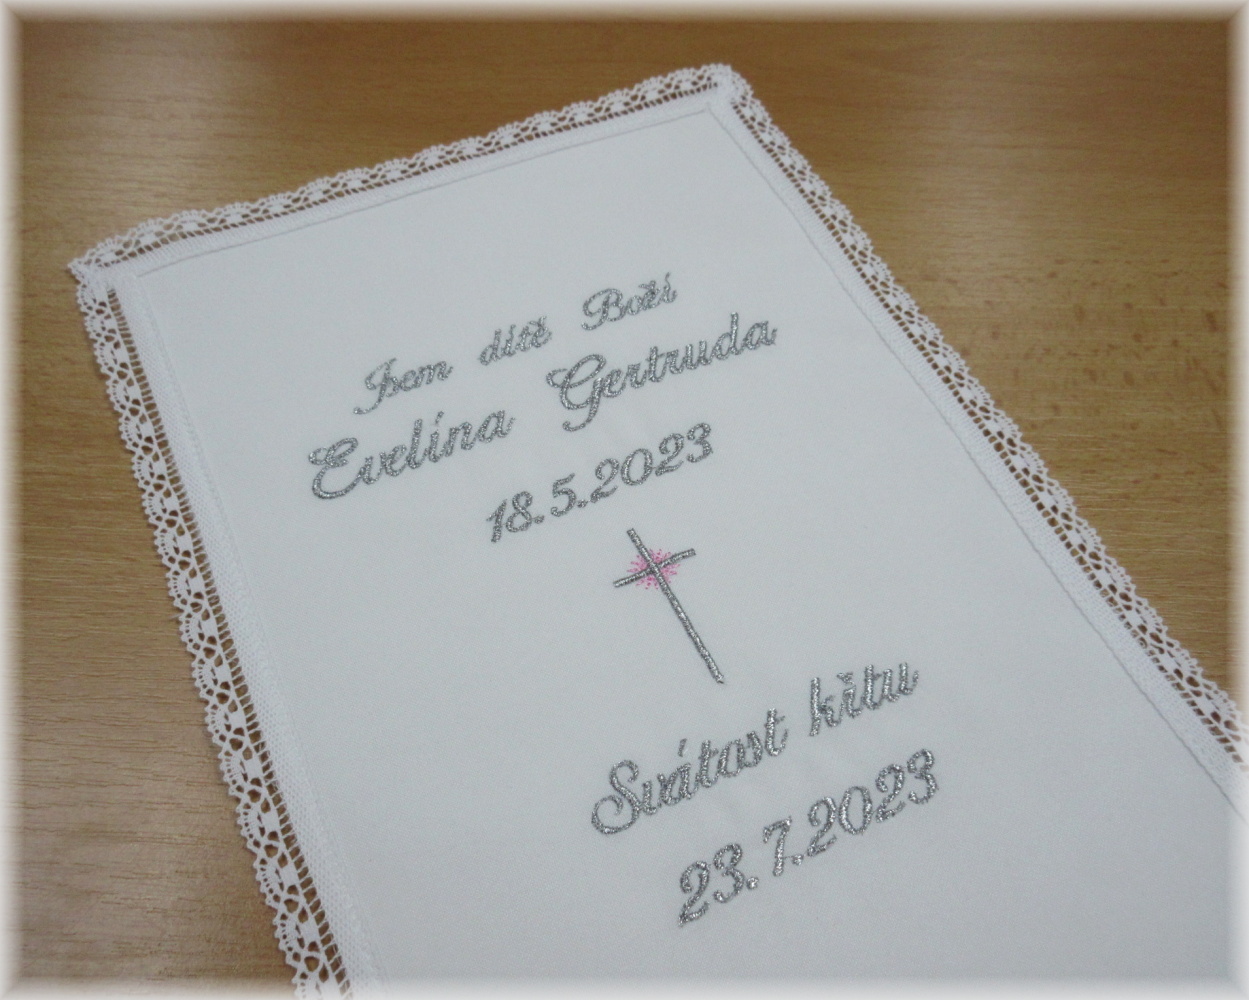 Jsem dítě Boží
Evelína Gertruda
18.5.2023
Svátost křtu
23.7.2023